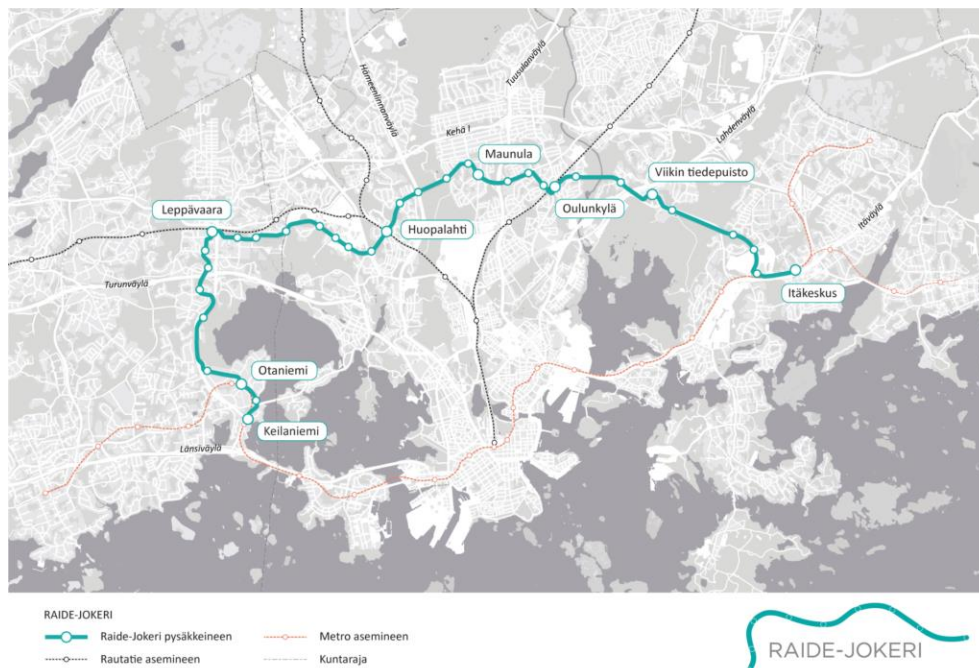 Hämeenlinnanväylä
Tuusulanväylä
Kehä I
Lahdenväylä
Maunula
Viikin tiedepuisto
Leppävaara
Oulunkylä
Huopalahti
Itäväylä
Turunväylä
Itäkeskus
Otaniemi
Keilaniemi
Länsiväylä
RAIDE-JOKERI
Raide-Jokeri pysäkkeineen
Metro asemineen
Rautatie asemineen
Kuntaraja
RAIDE-JOKERI